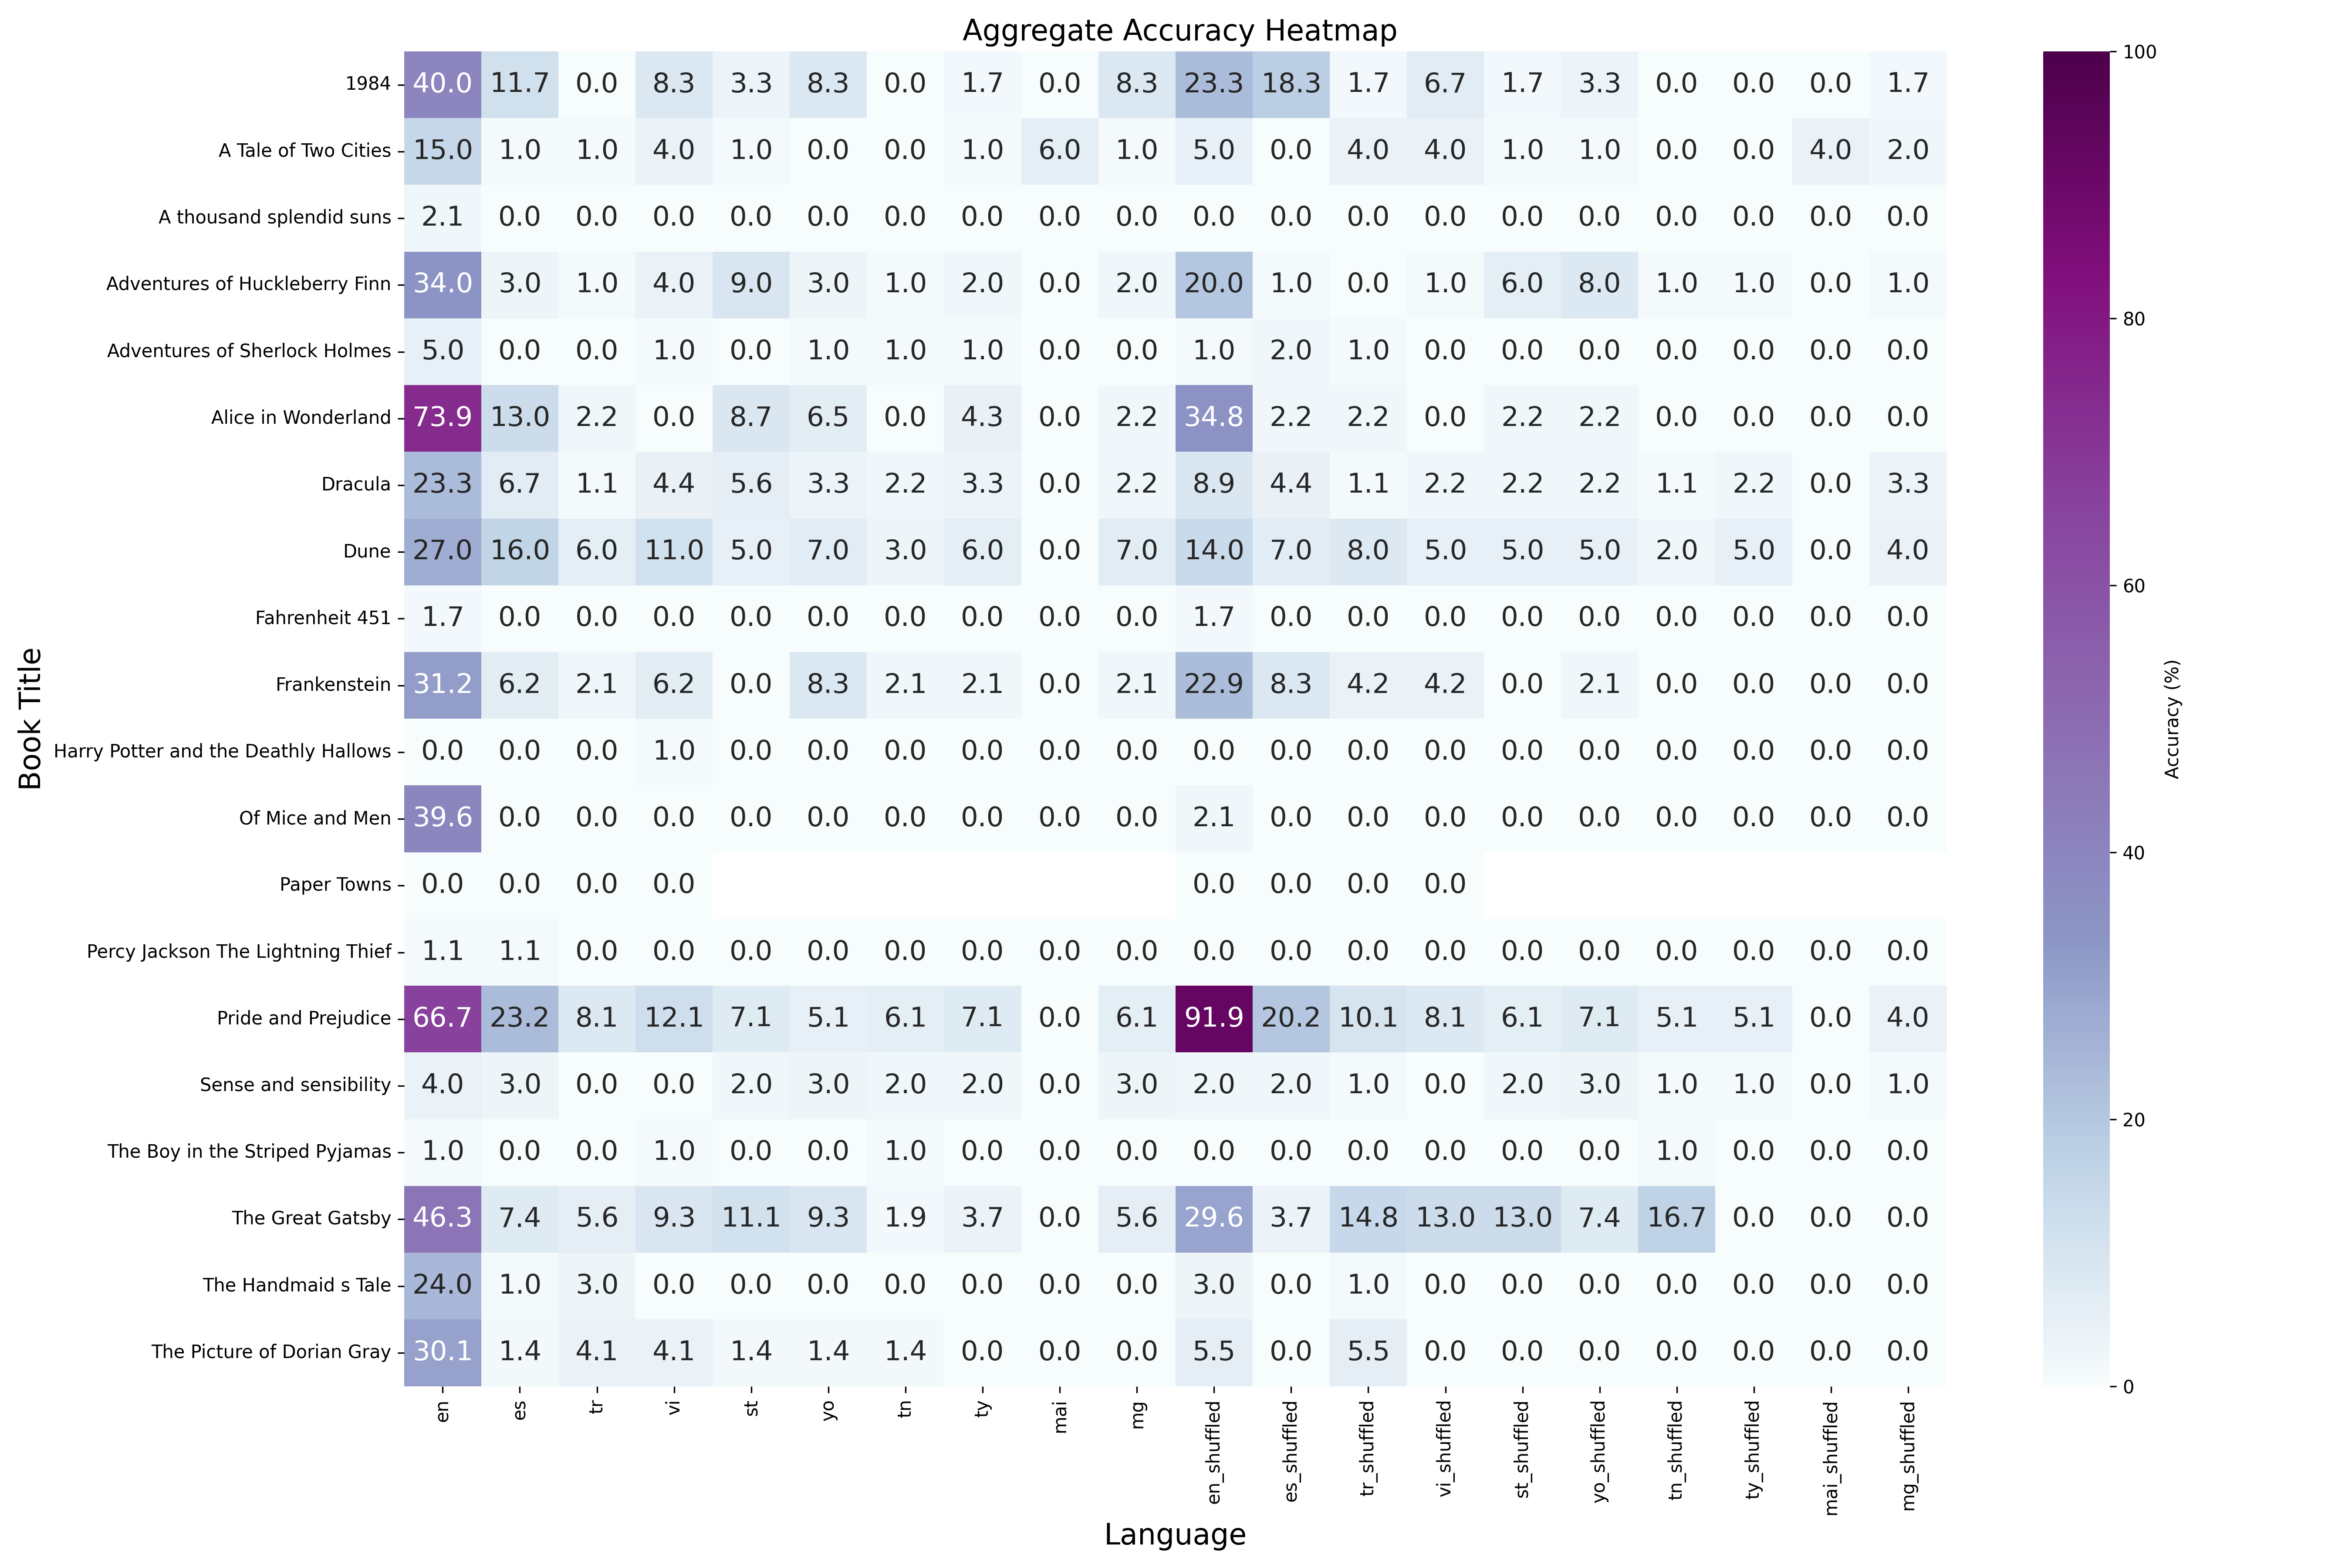 Aggregate Accuracy Heatmap
Book Title
1984 40.0 11.7 0.0 8.3 3.3 8.3 0.0 1.7 0.0 8.3 23.3 18.3 1.7 6.7 1.7 3.3 0.0 0.0 0.0 1.7
A Tale of Two Cities 15.0 1.0 1.0 4.0 1.0 0.0 0.0 1.0 6.0 1.0 5.0 0.0 4.0 4.0 1.0 1.0 0.0 0.0 4.0 2.0
A thousand splendid suns 2.1 0.0 0.0 0.0 0.0 0.0 0.0 0.0 0.0 0.0 0.0 0.0 0.0 0.0 0.0 0.0 0.0 0.0 0.0 0.0
Adventures of Huckleberry Finn 34.0 3.0 1.0 4.0 9.0 3.0 1.0 2.0 0.0 2.0 20.0 1.0 0.0 1.0 6.0 8.0 1.0 1.0 0.0 1.0
Adventures of Sherlock Holmes 5.0 0.0 0.0 1.0 0.0 1.0 1.0 1.0 0.0 0.0 1.0 2.0 1.0 0.0 0.0 0.0 0.0 0.0 0.0 0.0
Alice in Wonderland 73.9 13.0 2.2 0.0 8.7 6.5 0.0 4.3 0.0 2.2 34.8 2.2 2.2 0.0 2.2 2.2 0.0 0.0 0.0 0.0
Dracula 23.3 6.7 1.1 4.4 5.6 3.3 2.2 3.3 0.0 2.2 8.9 4.4 1.1 2.2 2.2 2.2 1.1 2.2 0.0 3.3
Dune 27.0 16.0 6.0 11.0 5.0 7.0 3.0 6.0 0.0 7.0 14.0 7.0 8.0 5.0 5.0 5.0 2.0 5.0 0.0 4.0
Fahrenheit 451 1.7 0.0 0.0 0.0 0.0 0.0 0.0 0.0 0.0 0.0 1.7 0.0 0.0 0.0 0.0 0.0 0.0 0.0 0.0 0.0
Frankenstein 31.2 6.2 2.1 6.2 0.0 8.3 2.1 2.1 0.0 2.1 22.9 8.3 4.2 4.2 0.0 2.1 0.0 0.0 0.0 0.0
Harry Potter and the Deathly Hallows 0.0 0.0 0.0 1.0 0.0 0.0 0.0 0.0 0.0 0.0 0.0 0.0 0.0 0.0 0.0 0.0 0.0 0.0 0.0 0.0
Of Mice and Men 39.6 0.0 0.0 0.0 0.0 0.0 0.0 0.0 0.0 0.0 2.1 0.0 0.0 0.0 0.0 0.0 0.0 0.0 0.0 0.0
Paper Towns 0.0 0.0 0.0 0.0 0.0 0.0 0.0 0.0
Percy Jackson The Lightning Thief 1.1 1.1 0.0 0.0 0.0 0.0 0.0 0.0 0.0 0.0 0.0 0.0 0.0 0.0 0.0 0.0 0.0 0.0 0.0 0.0
Pride and Prejudice 66.7 23.2 8.1 12.1 7.1 5.1 6.1 7.1 0.0 6.1 91.9 20.2 10.1 8.1 6.1 7.1 5.1 5.1 0.0 4.0
Sense and sensibility 4.0 3.0 0.0 0.0 2.0 3.0 2.0 2.0 0.0 3.0 2.0 2.0 1.0 0.0 2.0 3.0 1.0 1.0 0.0 1.0
The Boy in the Striped Pyjamas 1.0 0.0 0.0 1.0 0.0 0.0 1.0 0.0 0.0 0.0 0.0 0.0 0.0 0.0 0.0 0.0 1.0 0.0 0.0 0.0
The Great Gatsby 46.3 7.4 5.6 9.3 11.1 9.3 1.9 3.7 0.0 5.6 29.6 3.7 14.8 13.0 13.0 7.4 16.7 0.0 0.0 0.0
The Handmaid s Tale 24.0 1.0 3.0 0.0 0.0 0.0 0.0 0.0 0.0 0.0 3.0 0.0 1.0 0.0 0.0 0.0 0.0 0.0 0.0 0.0
The Picture of Dorian Gray 30.1 1.4 4.1 4.1 1.4 1.4 1.4 0.0 0.0 0.0 5.5 0.0 5.5 0.0 0.0 0.0 0.0 0.0 0.0 0.0
en es tr vi st yo tn ty mai mg en_shuffled es_shuffled tr_shuffled vi_shuffled st_shuffled yo_shuffled tn_shuffled ty_shuffled mai_shuffled mg_shuffled
Language
100
80
60
40
20
0
Accuracy (%)